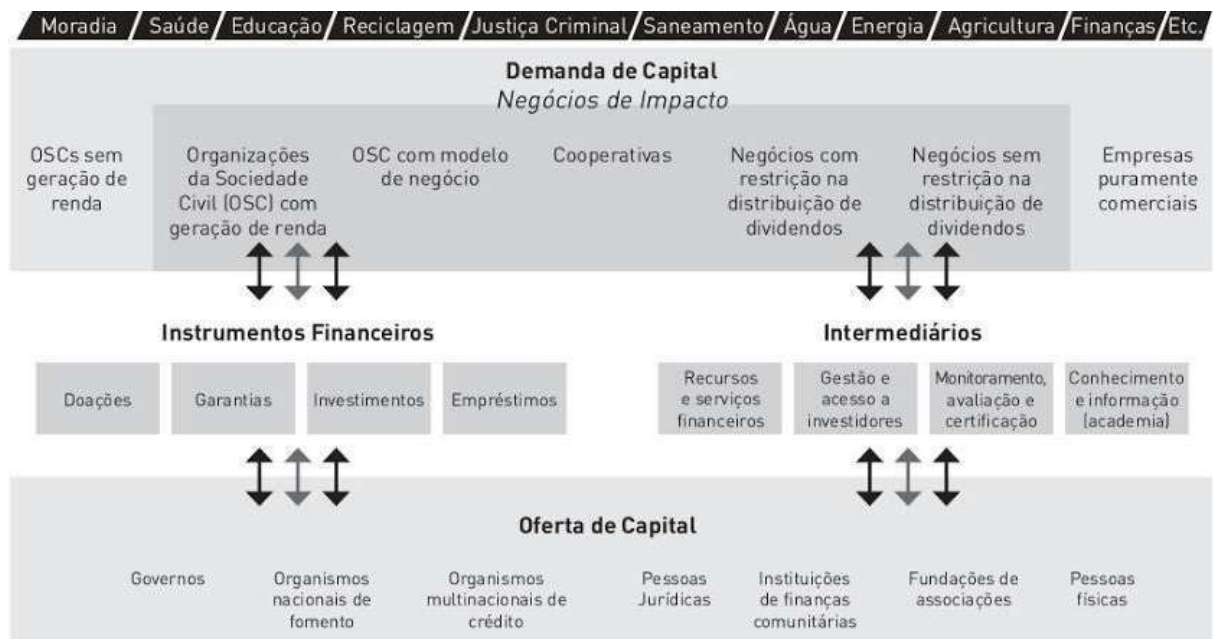 Moradia / Saúde / Educação / Reciclagem / Justiça Criminal / Saneamento / Água / Energia / Agricultura / Finanças / Etc.
Demanda de Capital
Negócios de Impacto
OSCs sem
geração de
renda
Organizações
da Sociedade
Civil (OSC) com
geração de renda
OSC com modelo
de negócio
Cooperativas
Negócios com
restrição na
distribuição de
dividendos
Negócios sem
restrição na
distribuição de
dividendos
Empresas
puramente
comerciais
Instrumentos Financeiros
Doações
Garantias
Investimentos
Empréstimos
Intermediários
Recursos
e serviços
financeiros
Gestão e
acesso a
investidores
Monitoramento,
avaliação e
certificação
Conhecimento
e informação
(academia)
Oferta de Capital
Governos
Organismos
nacionais de
fomento
Organismos
multinacionais de
crédito
Pessoas
Jurídicas
Instituições
de finanças
comunitárias
Fundações de
associações
Pessoas
físicas